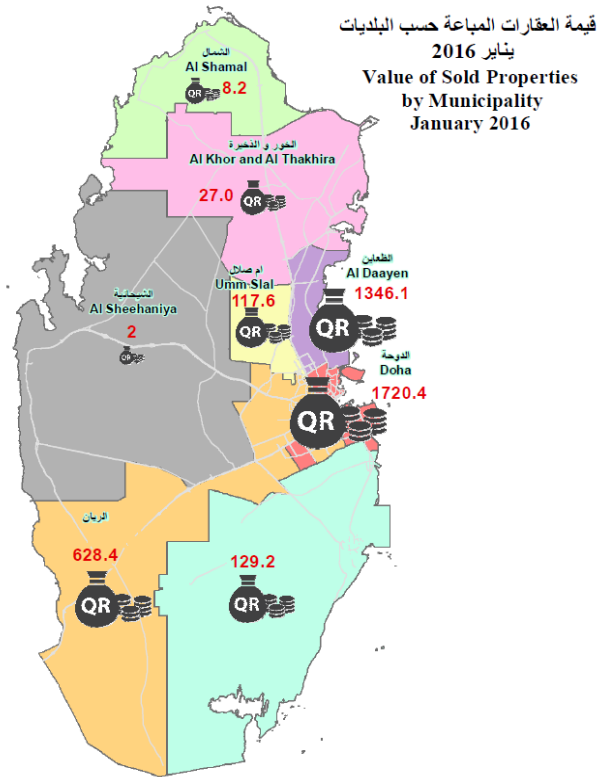 قيمة العقارات المباعة حسب البلديات
يناير 2016
Value of Sold Properties
by Municipality
January 2016
الشمال
Al Shamal
QR
8.2
الخور و الذخيرة
Al Khor and Al Thakhira
27.0
QR
الظعاين
Al Daayen
1346.1
QR
ام صلال
Umm Slal
117.6
QR
الشيحانية
Al Sheehaniya
2
QR
الدوحة
Doha
1720.4
QR
الريان
628.4
QR
129.2
QR